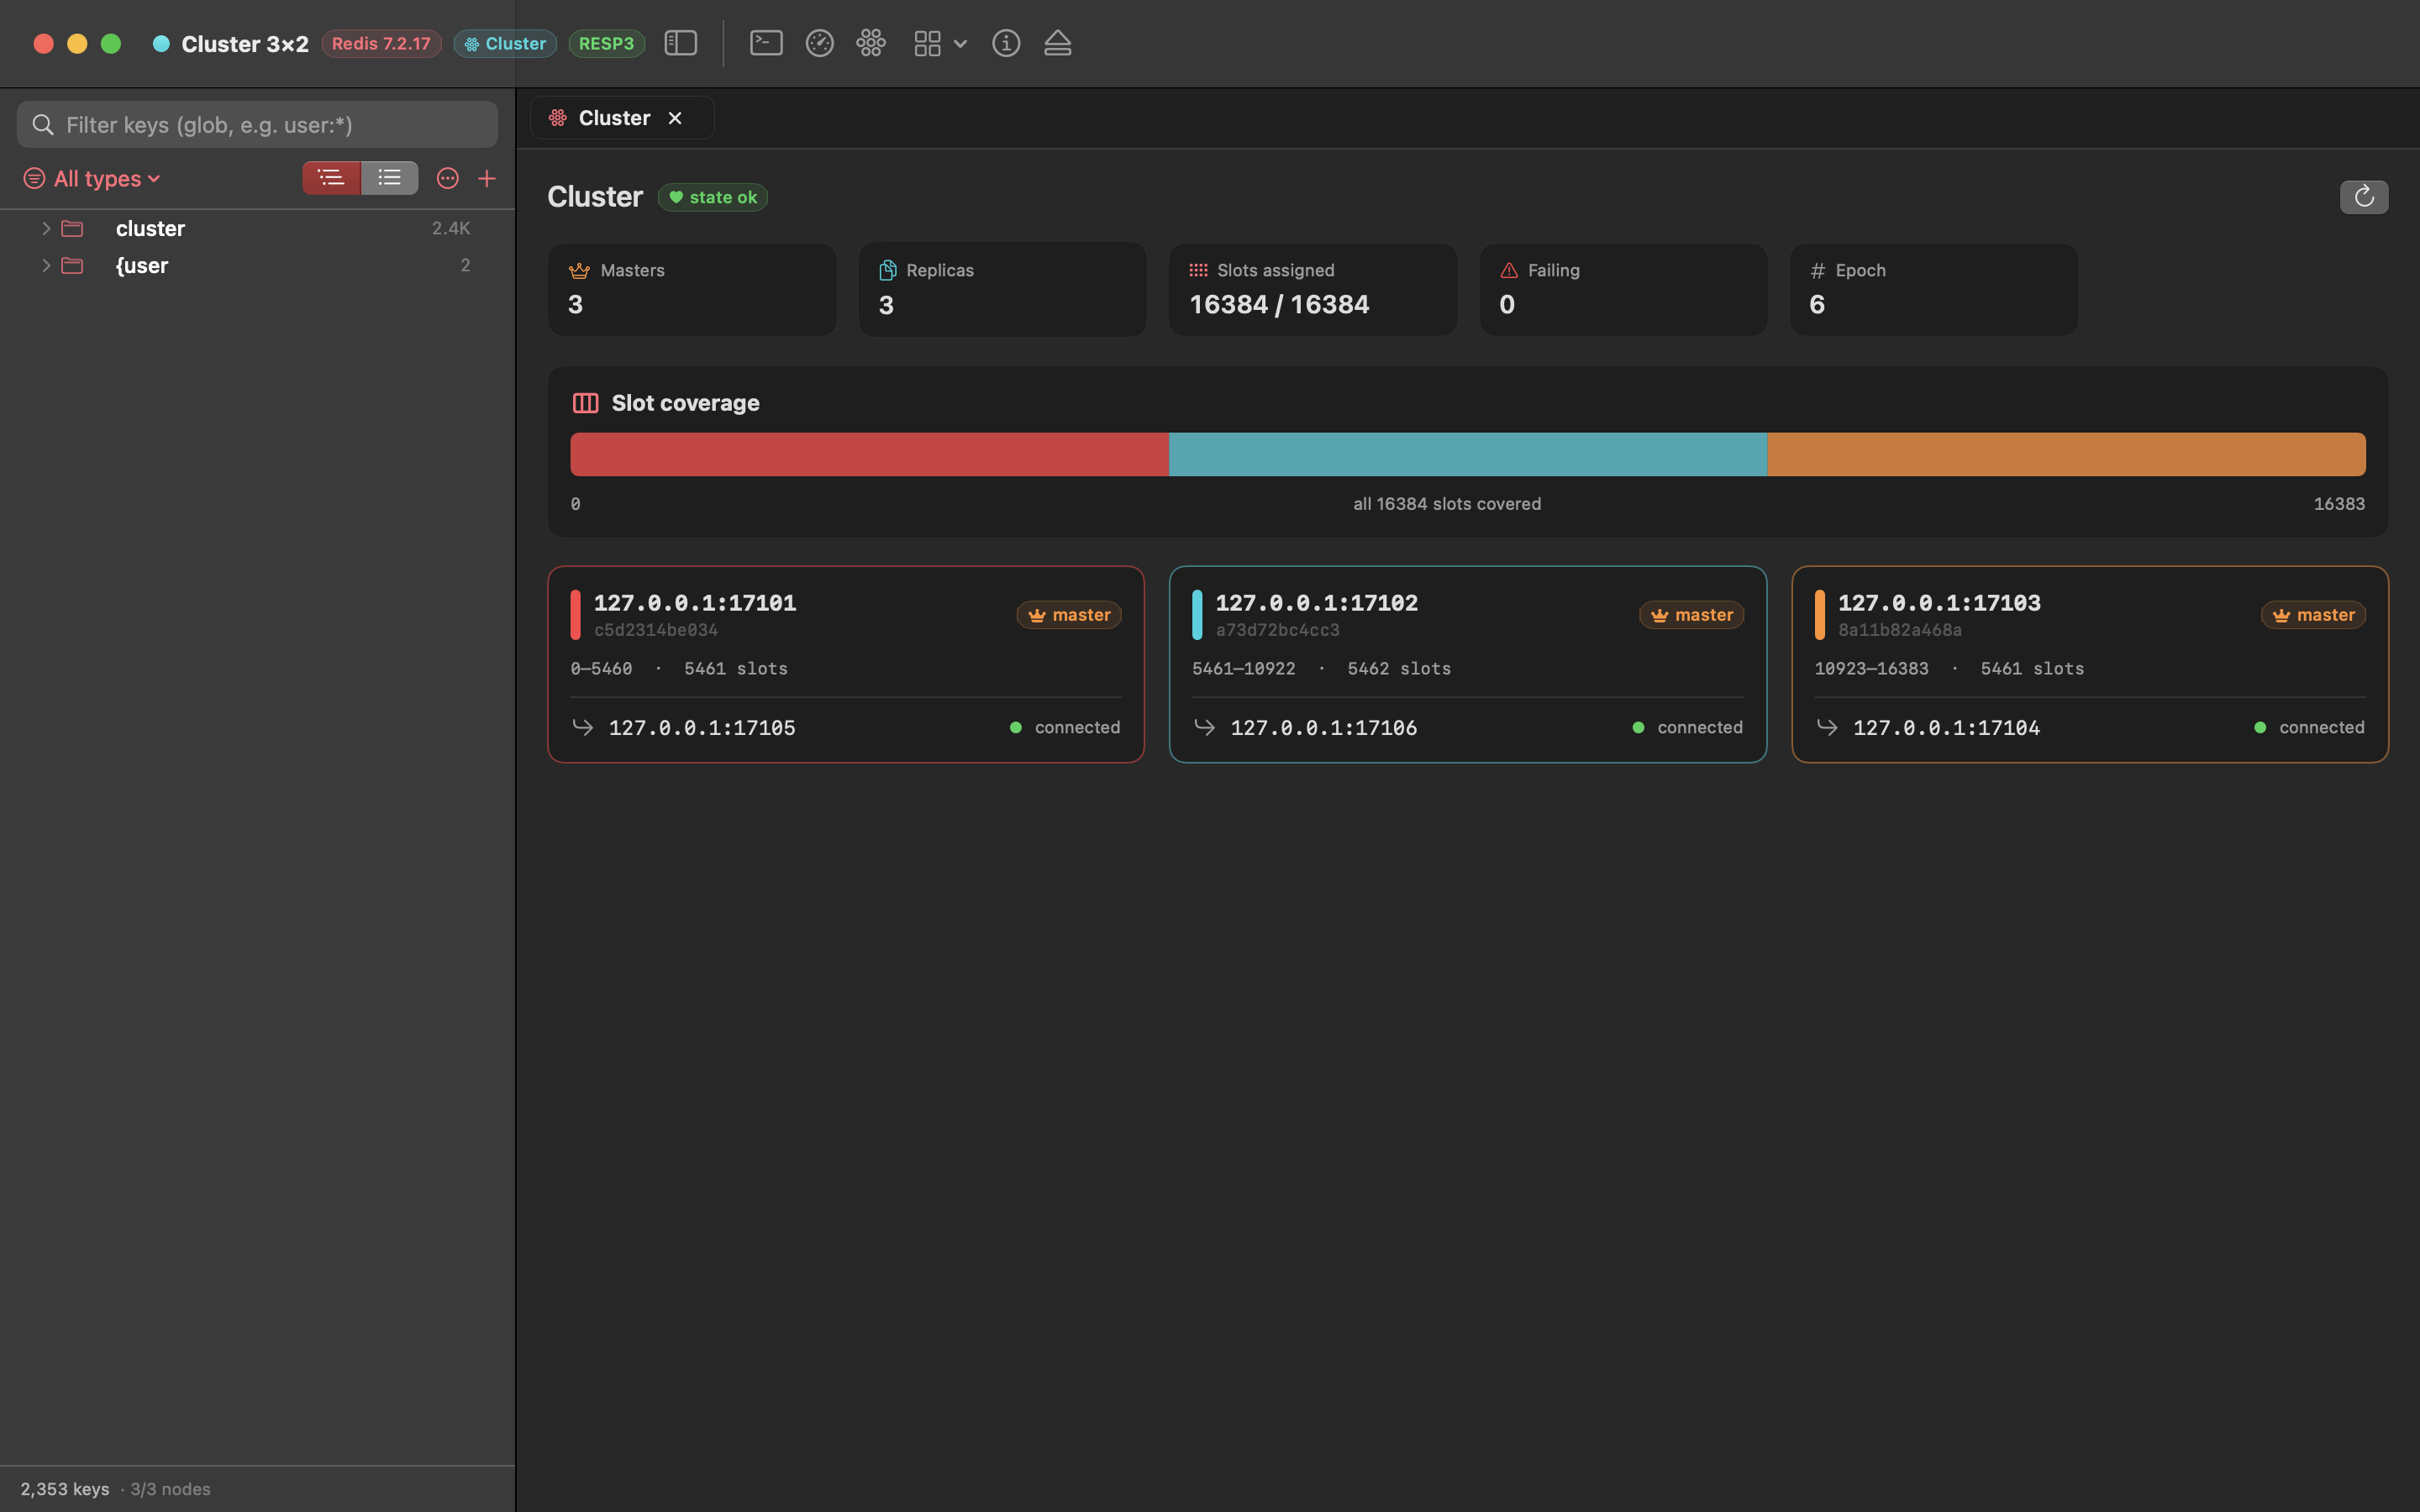 Cluster 3×2 Redis 7.2.17 Cluster RESP3
Filter keys (glob, e.g. user:*)
All types
cluster 2.4K
{user 2
2,353 keys · 3/3 nodes
Cluster
Cluster state ok
Masters
3
Replicas
3
Slots assigned
16384 / 16384
Failing
0
# Epoch
6
Slot coverage
0 all 16384 slots covered 16383
127.0.0.1:17101 master
c5d2314be034
0–5460 · 5461 slots
127.0.0.1:17105 connected
127.0.0.1:17102 master
a73d72bc4cc3
5461–10922 · 5462 slots
127.0.0.1:17106 connected
127.0.0.1:17103 master
8a11b82a468a
10923–16383 · 5461 slots
127.0.0.1:17104 connected